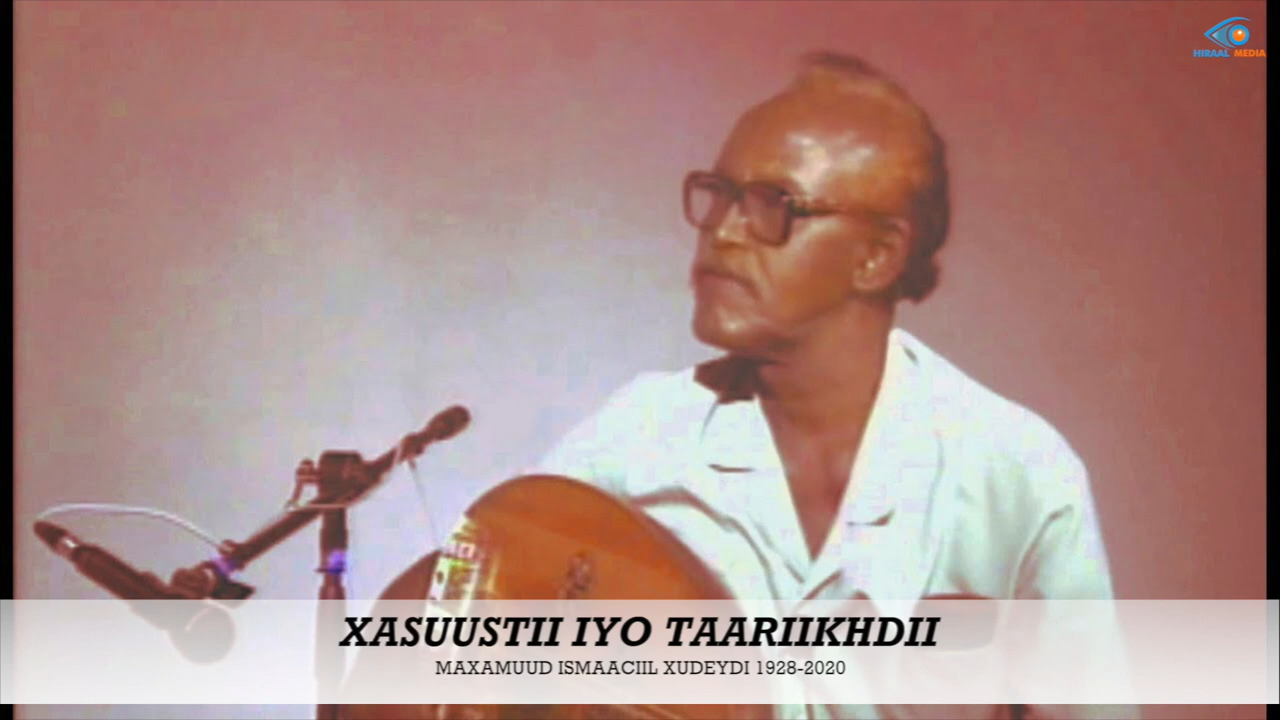 HIRAAL MEDIA
XASUUSTII IYO TAARIIKHDII
MAXAMUUD ISMAACIIL XUDEYDI 1928-2020